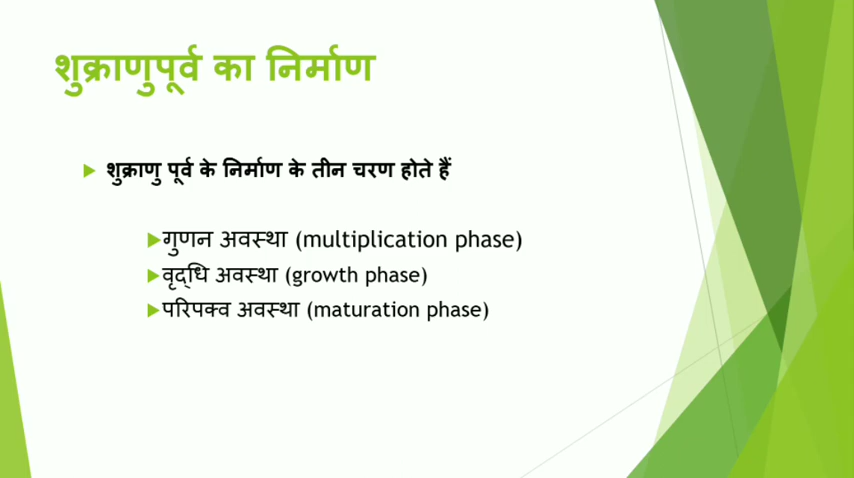 शुक्राणुपूर्व का निर्माण
शुक्राणु पूर्व के निर्माण के तीन चरण होते हैं
गुणन अवस्था (multiplication phase)
वृद्धि अवस्था (growth phase)
परिपक्व अवस्था (maturation phase)